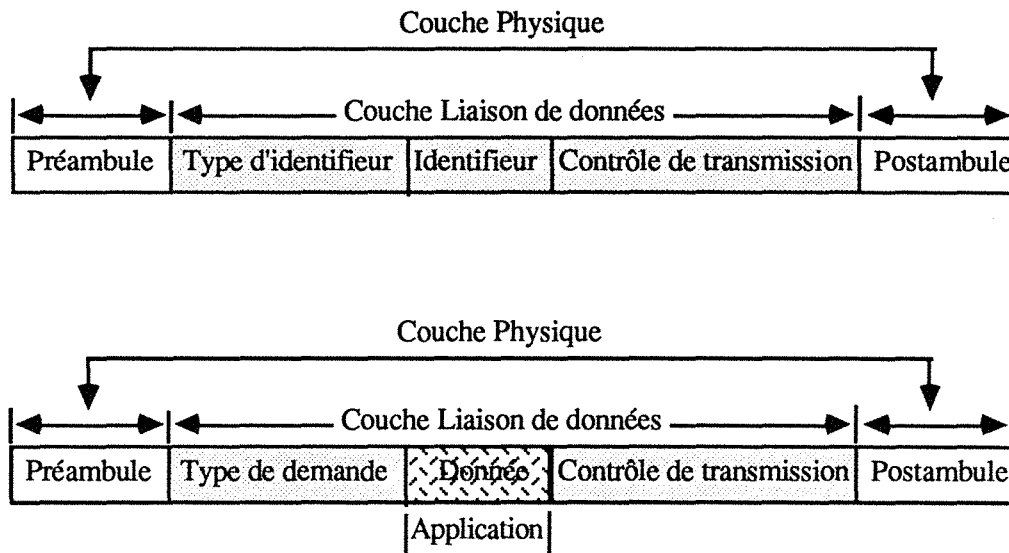 Couche Physique
Couche Liaison de données
Préambule Type d'identifieur Identifieur Contrôle de transmission Postambule
Couche Physique
Couche Liaison de données
Préambule Type de demande Donnée Contrôle de transmission Postambule
Application